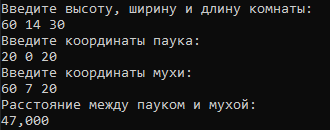 Введите высоту, ширину и длину комнаты:
60 14 30
Введите координаты паука:
20 0 20
Введите координаты мухи:
60 7 20
Расстояние между пауком и мухой:
47,000